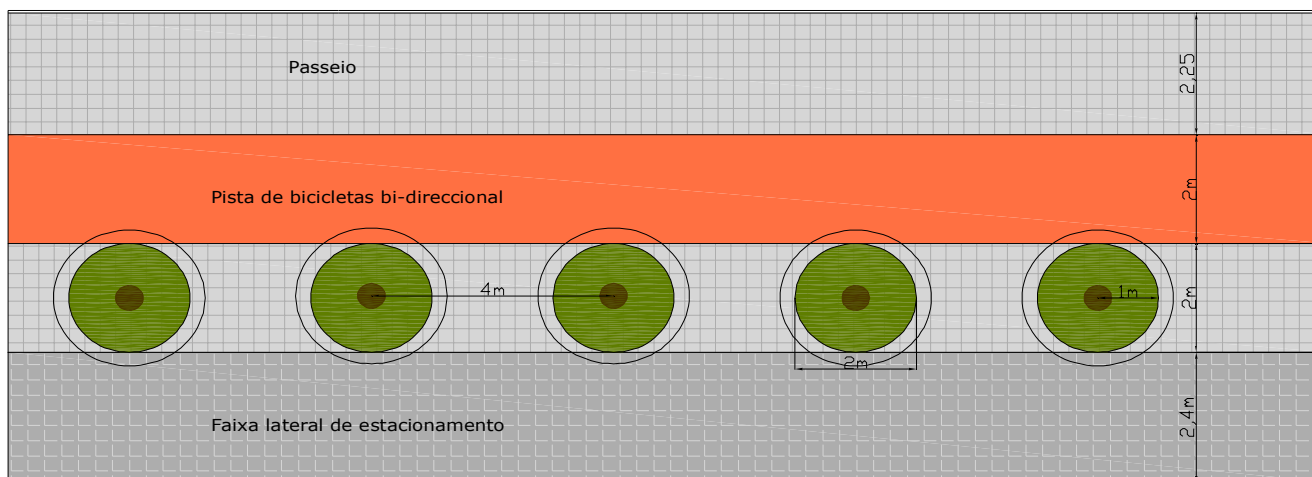 Passeio
2,25
Pista de bicicletas bi-direccional
2m
4m
1m
2m
2m
Faixa lateral de estacionamento
2,4m